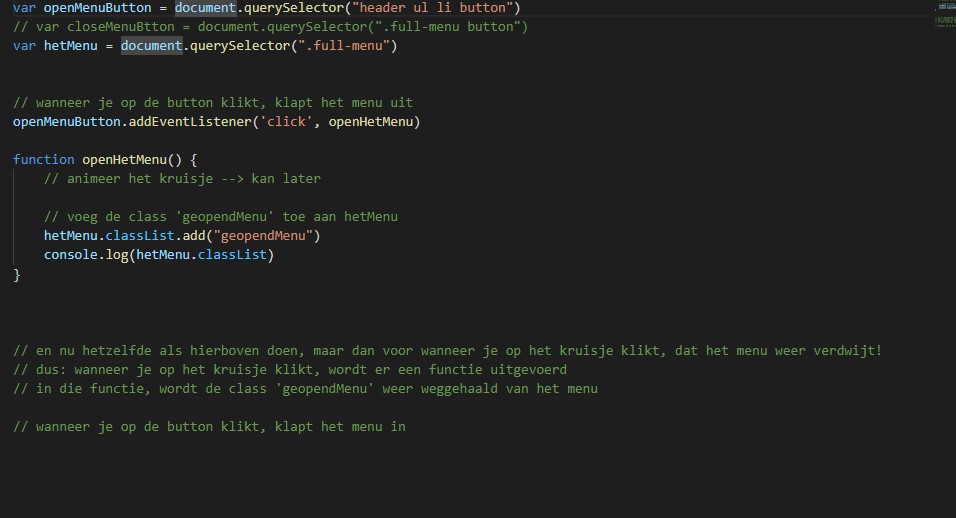 var openMenuButton = document.querySelector("header ul li button")
// var closeMenuBtton = document.querySelector(".full-menu button")
var hetMenu = document.querySelector(".full-menu")
// wanneer je op de button klikt, klapt het menu uit
openMenuButton.addEventListener('click', openHetMenu)
function openHetMenu() {
// animeer het kruisje --> kan later
// voeg de class 'geopendMenu' toe aan hetMenu
hetMenu.classList.add("geopendMenu")
console.log(hetMenu.classList)
}
// en nu hetzelfde als hierboven doen, maar dan voor wanneer je op het kruisje klikt, dat het menu weer verdwijt!
// dus: wanneer je op het kruisje klikt, wordt er een functie uitgevoerd
// in die functie, wordt de class 'geopendMenu' weer weggehaald van het menu
// wanneer je op de button klikt, klapt het menu in